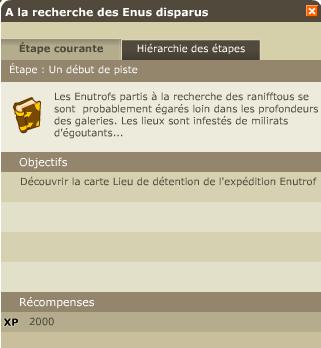 A la recherche des Enus disparus
Étape courante
Hiérarchie des étapes
Étape : Un début de piste
Les Enutrofs partis à la recherche des ranifftous se
sont probablement égarés loin dans les profondeurs
des galeries. Les lieux sont infestés de milirats
d'égoutants...
Objectifs
Découvrir la carte Lieu de détention de l'expédition Enutrof
Récompenses
XP 2000